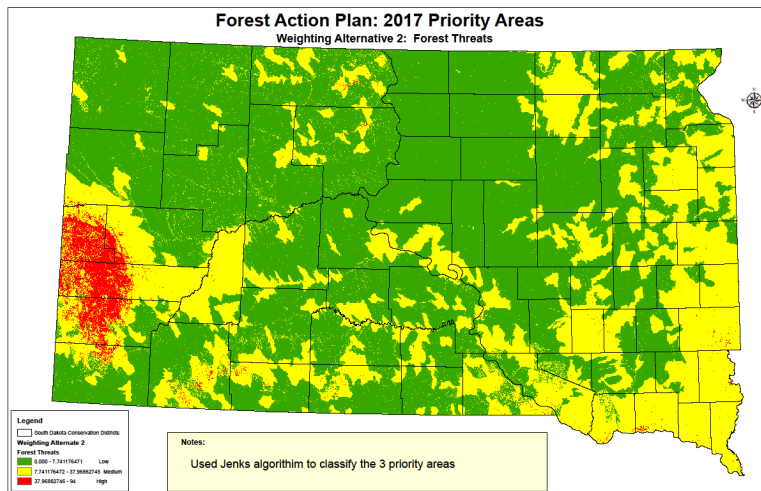 Forest Action Plan: 2017 Priority Areas
Weighting Alternative 2: Forest Threats
N
W
E
S
Legend
South Dakota Conservation Districts
Weighting Alternate 2
Forest Threats
0.000 - 7.741176471 Low
7.741176472 - 37.96862745 Medium
37.96862746 - 94 High
Notes:
Used Jenks algorithim to classify the 3 priority areas